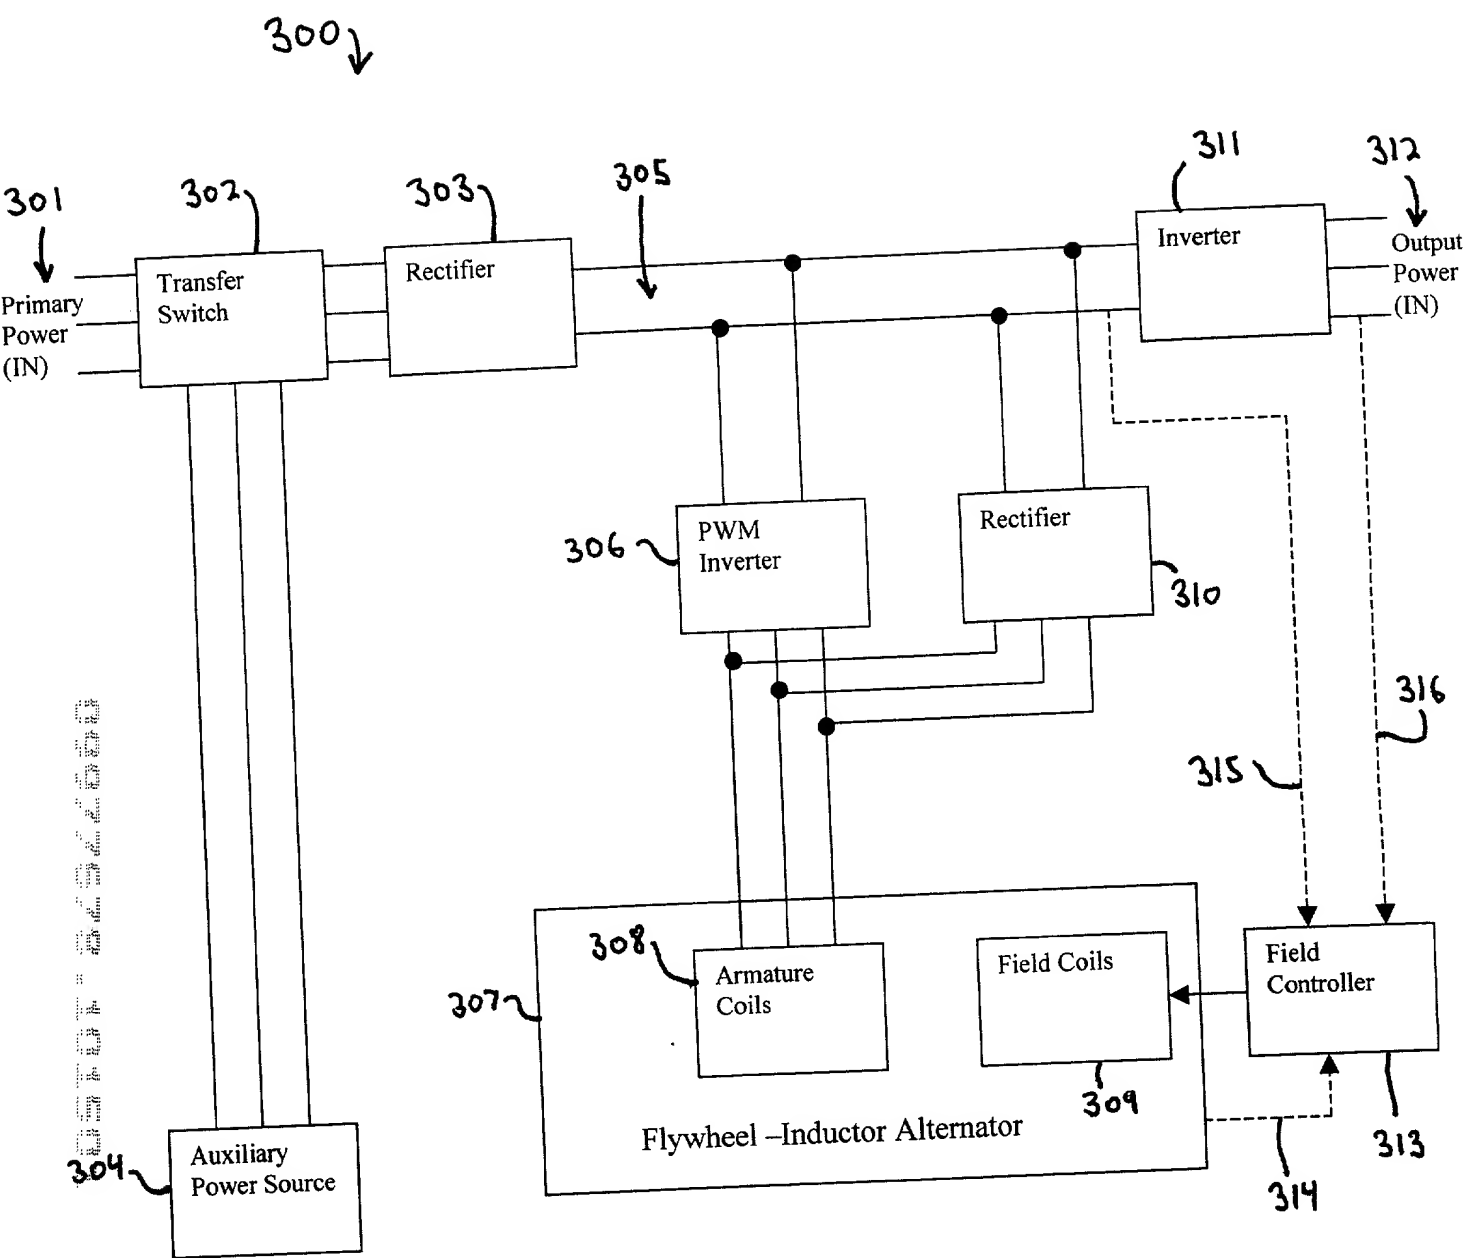 300
301
302
303
305
311
312
Primary
Power
(IN)
Transfer
Switch
Rectifier
Inverter
Output
Power
(IN)
306
PWM
Inverter
Rectifier
310
315
316
307
308
Armature
Coils
Field Coils
309
Field
Controller
313
314
Flywheel –Inductor Alternator
304
Auxiliary
Power Source